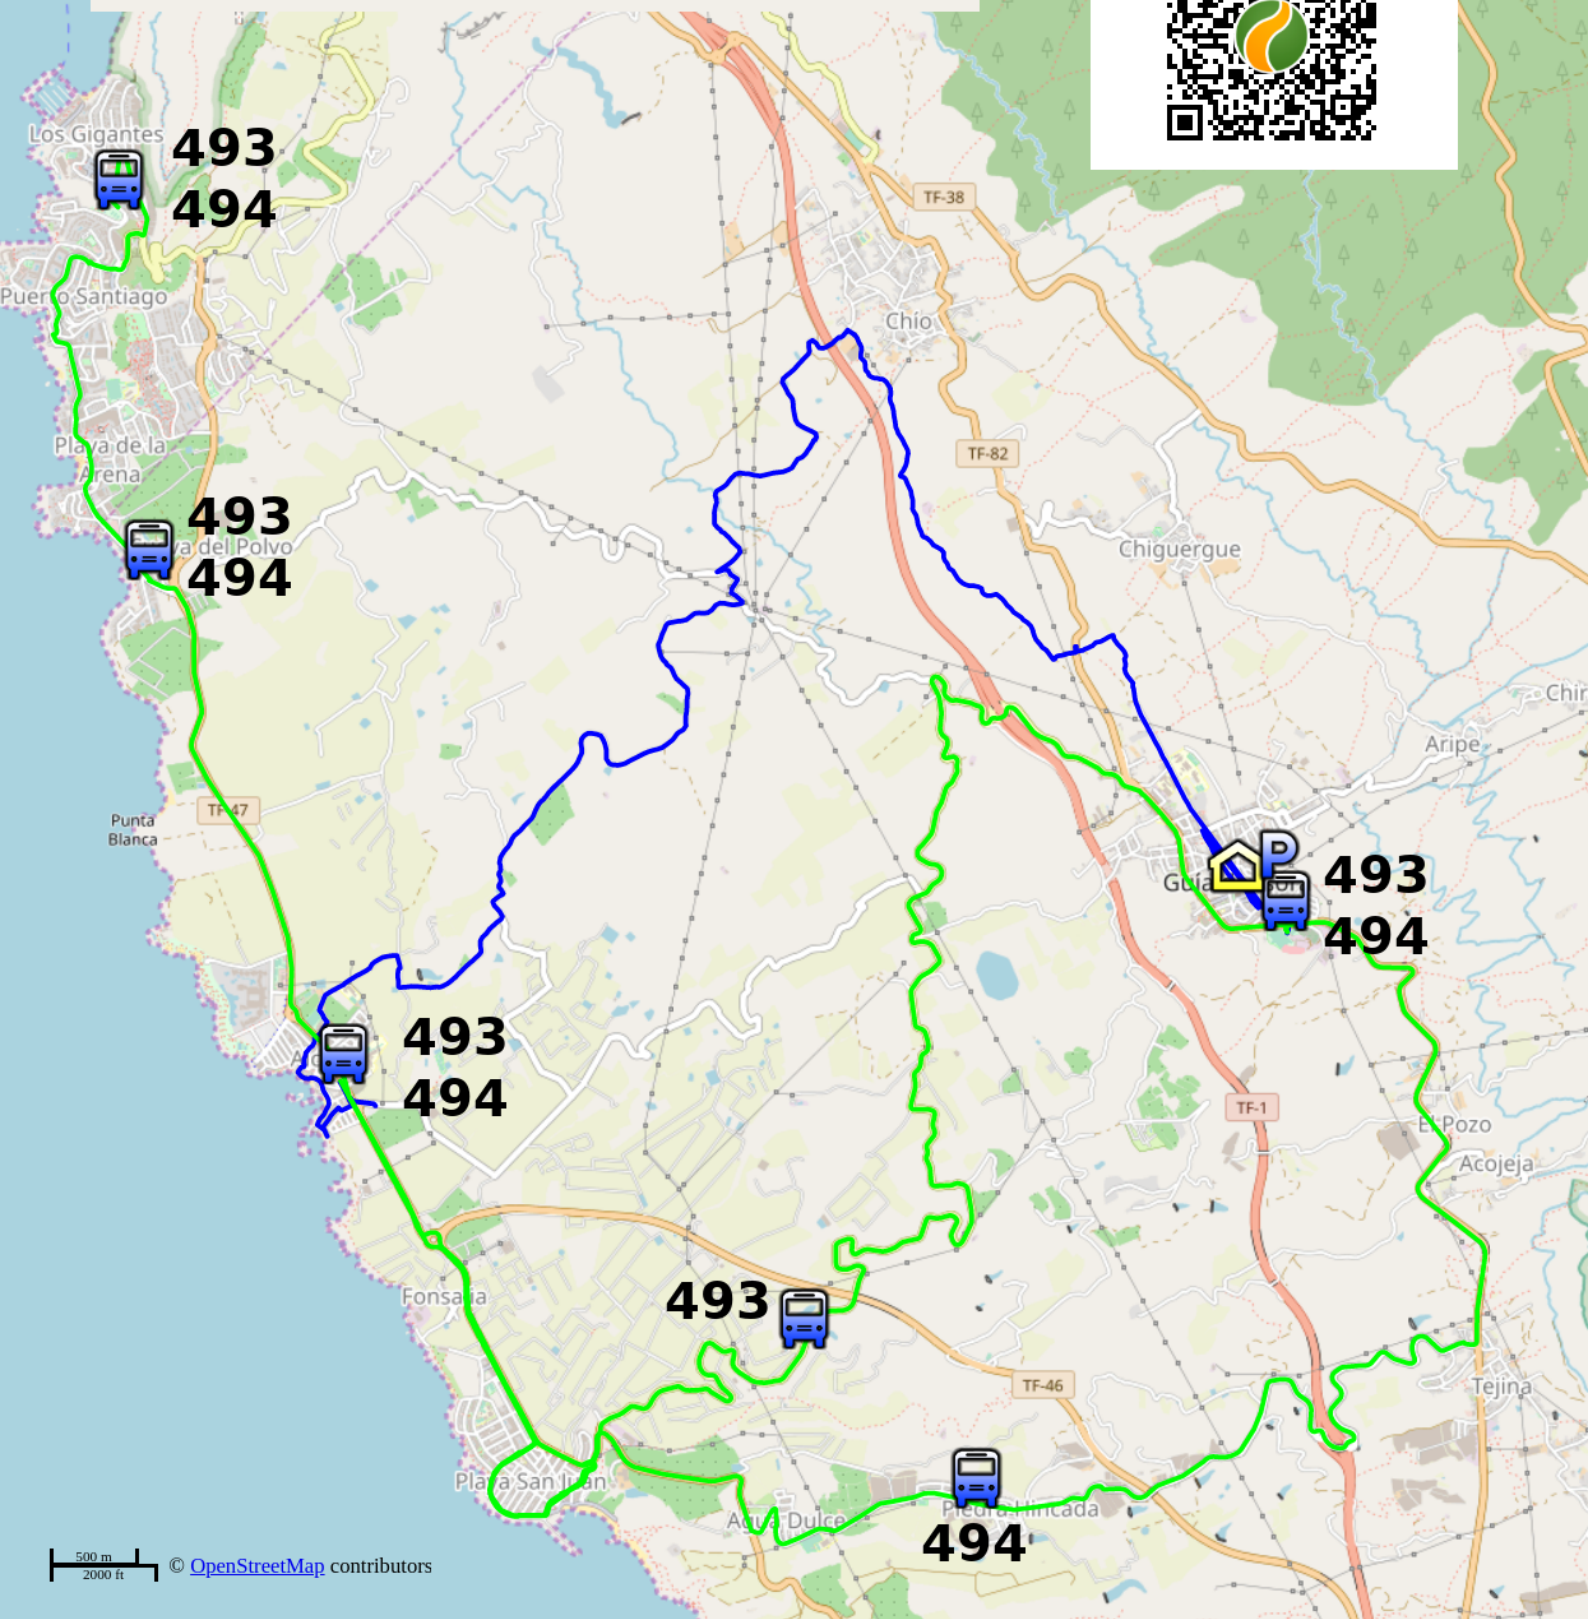 Los Gigantes
493
494
TF-38
Puerto Santiago
Chío
Playa de la
Arena
TF-82
493
494
Chiguergue
Aripe
TF-47
Punta
Blanca
P
493
494
493
494
TF-1
El Pozo
Acojeja
Fonsalía
493
TF-46
Tejina
Playa San Juan
Agua Dulce
Piedra Hincada
494
500 m
2000 ft
© OpenStreetMap contributors